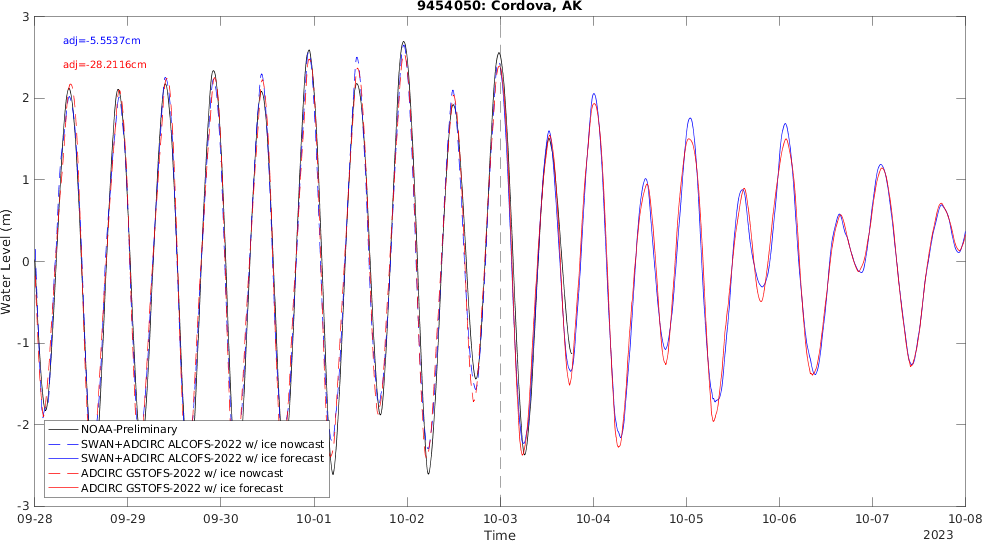 9454050: Cordova, AK
adj=-5.5537cm
adj=-28.2116cm
3
2
1
0
-1
-2
-3
Water Level (m)
NOAA-Preliminary
SWAN+ADCIRC ALCOFS-2022 w/ ice nowcast
SWAN+ADCIRC ALCOFS-2022 w/ ice forecast
ADCIRC GSTOFS-2022 w/ ice nowcast
ADCIRC GSTOFS-2022 w/ ice forecast
09-28 09-29 09-30 10-01 10-02 10-03 10-04 10-05 10-06 10-07 10-08
Time
2023